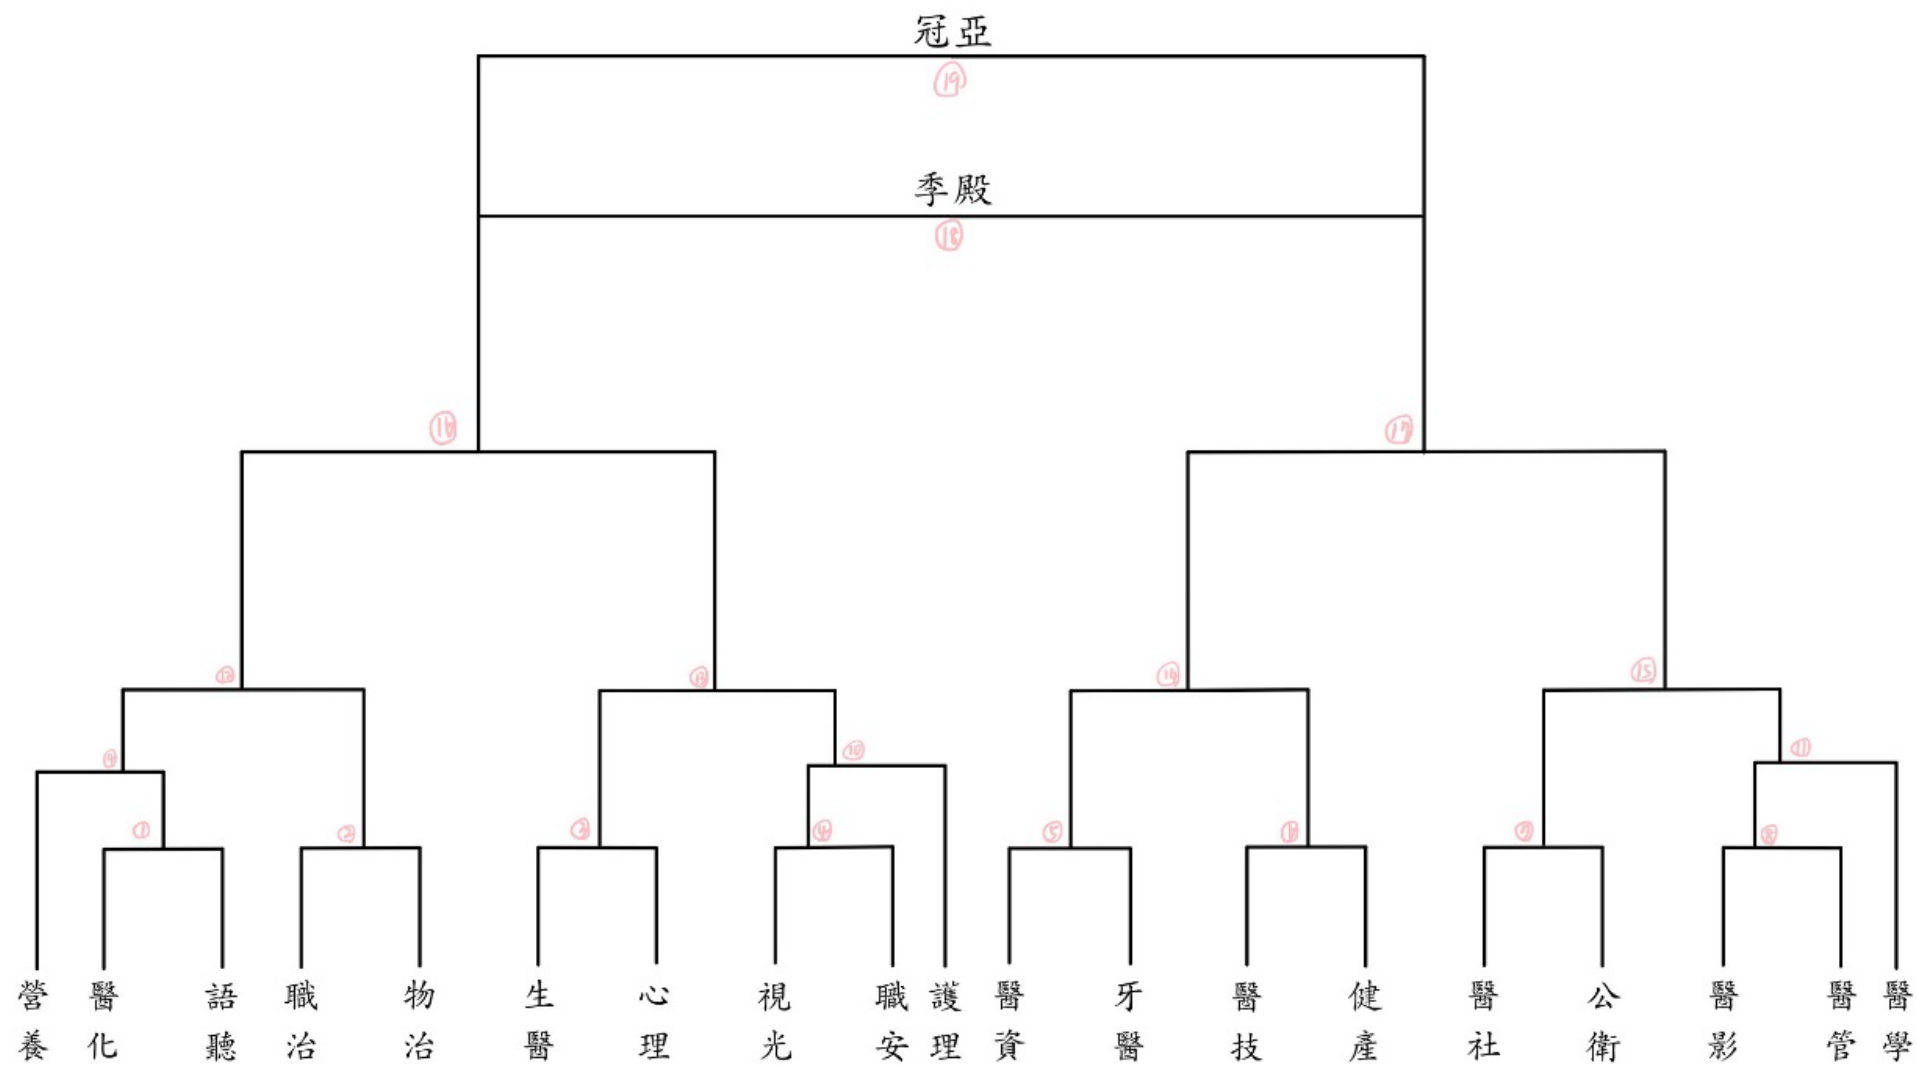 冠亞
⑲
季殿
⑱
⑯
⑰
⑫
⑬
⑭
⑮
⑨
⑩
⑪
①
②
③
④
⑤
⑥
⑦
⑧
營養
醫化
語聽
職治
物治
生醫
心理
視光
職安
護理
醫資
牙醫
醫技
健產
醫社
公衛
醫影
醫管
醫學